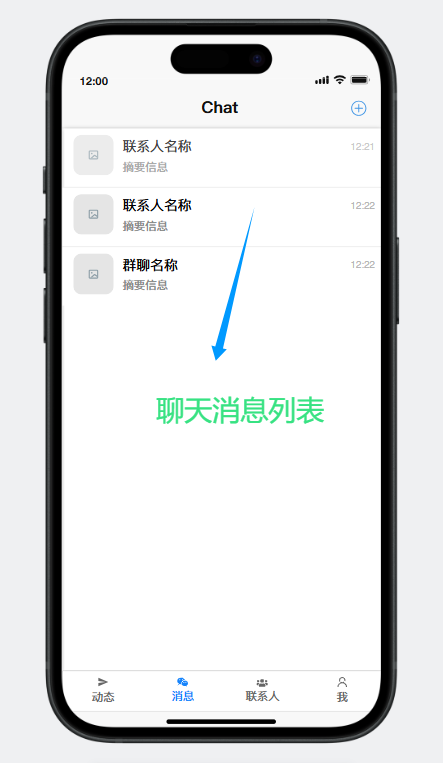 12:00
Chat
联系人名称
12:21
摘要信息
联系人名称
12:22
摘要信息
群聊名称
12:22
摘要信息
聊天消息列表
动态
消息
联系人
我